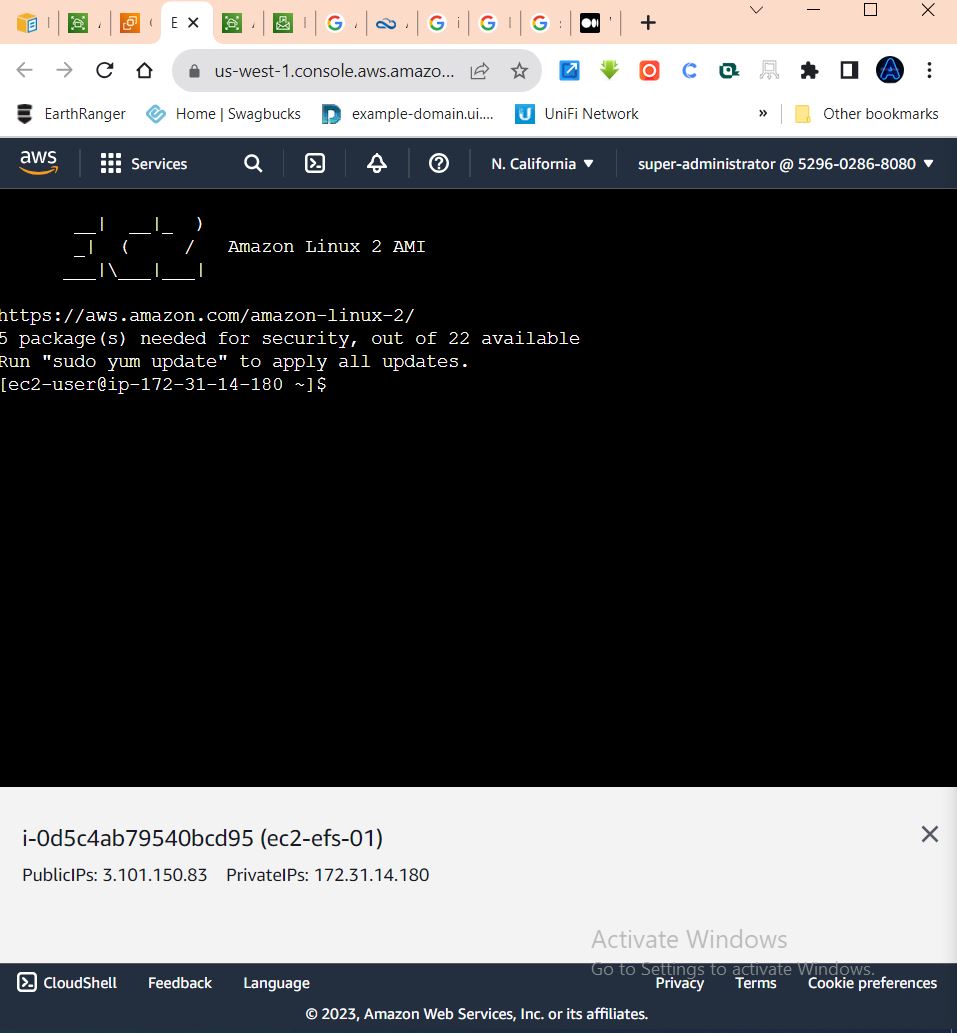 us-west-1.console.aws.amazo...
EarthRanger
Home | Swagbucks
example-domain.ui....
UniFi Network
»
Other bookmarks
aws
Services
N. California
super-administrator @ 5296-0286-8080
__|  __|_  )
_|  (     /   Amazon Linux 2 AMI
___|\___|___|
https://aws.amazon.com/amazon-linux-2/
5 package(s) needed for security, out of 22 available
Run "sudo yum update" to apply all updates.
[ec2-user@ip-172-31-14-180 ~]$
i-0d5c4ab79540bcd95 (ec2-efs-01)
PublicIPs: 3.101.150.83 PrivateIPs: 172.31.14.180
Activate Windows
Go to Settings to activate Windows.
CloudShell Feedback Language Privacy Terms Cookie preferences
© 2023, Amazon Web Services, Inc. or its affiliates.